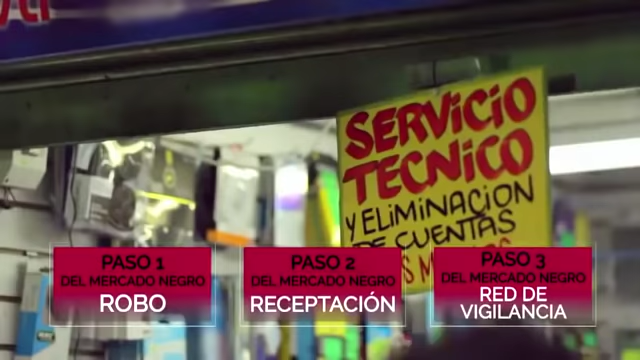 SERVICIO
TECNICO
Y ELIMINACION
DE CUENTAS
PASO 1
DEL MERCADO NEGRO
ROBO
PASO 2
DEL MERCADO NEGRO
RECEPTACIÓN
PASO 3
DEL MERCADO NEGRO
RED DE
VIGILANCIA